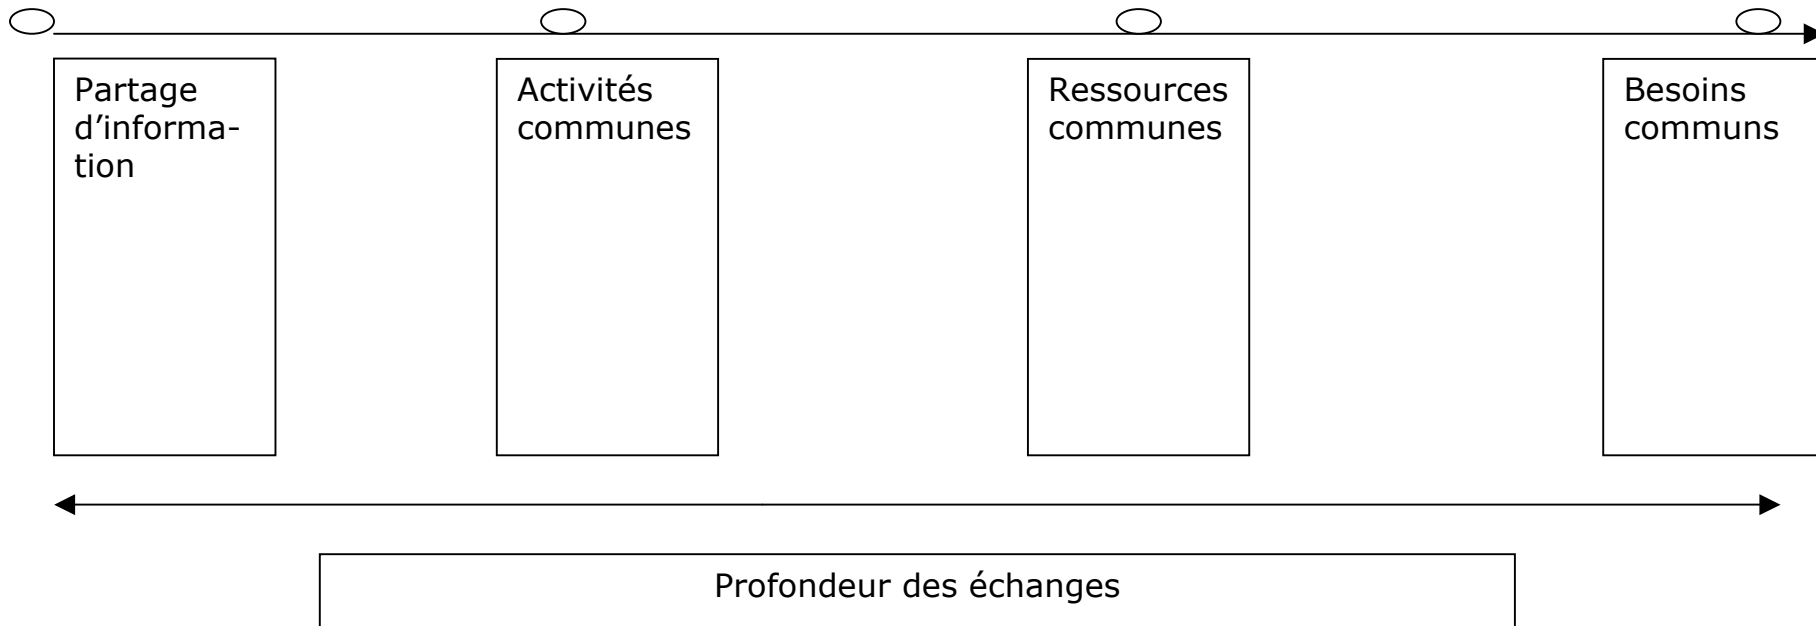 Partage
d’informa-
tion
Activités
communes
Ressources
communes
Besoins
communs
Profondeur des échanges